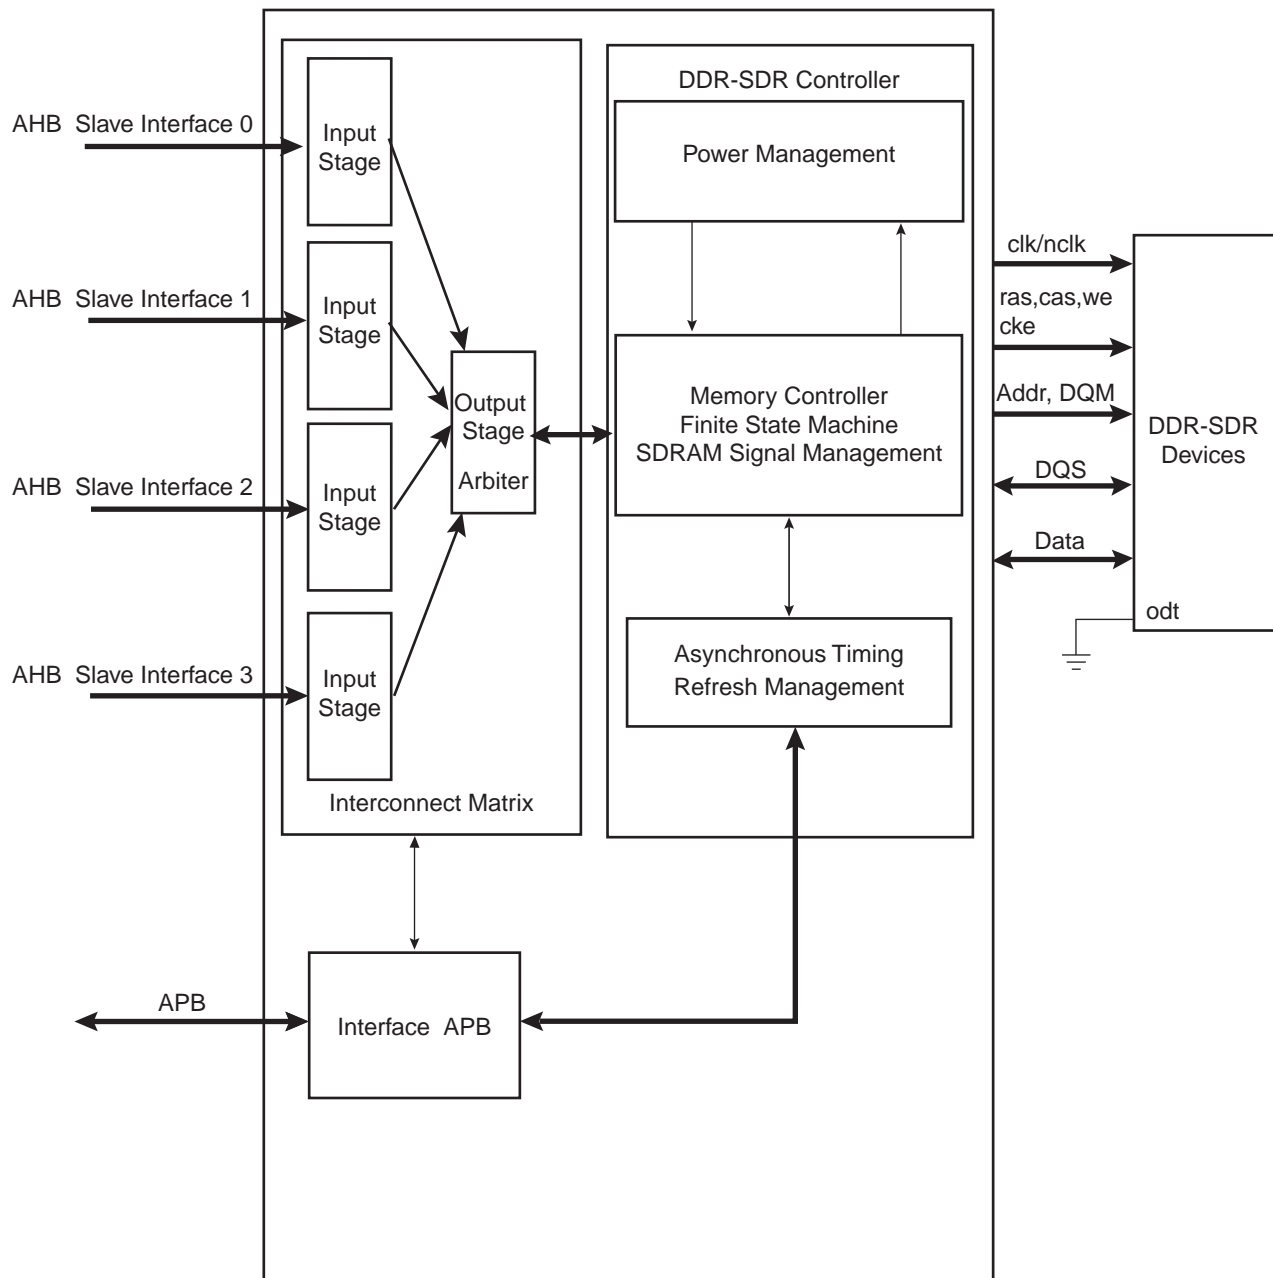 DDR-SDR Controller
AHB  Slave Interface 0
Input
Stage
Power Management
AHB  Slave Interface 1
Input
Stage
clk/nclk
ras,cas,we
cke
Addr, DQM
DQS
Data
Output
Stage
Arbiter
Memory Controller
Finite State Machine
SDRAM Signal Management
DDR-SDR
Devices
odt
AHB  Slave Interface 2
Input
Stage
AHB  Slave Interface 3
Input
Stage
Asynchronous Timing
Refresh Management
Interconnect Matrix
APB
Interface  APB